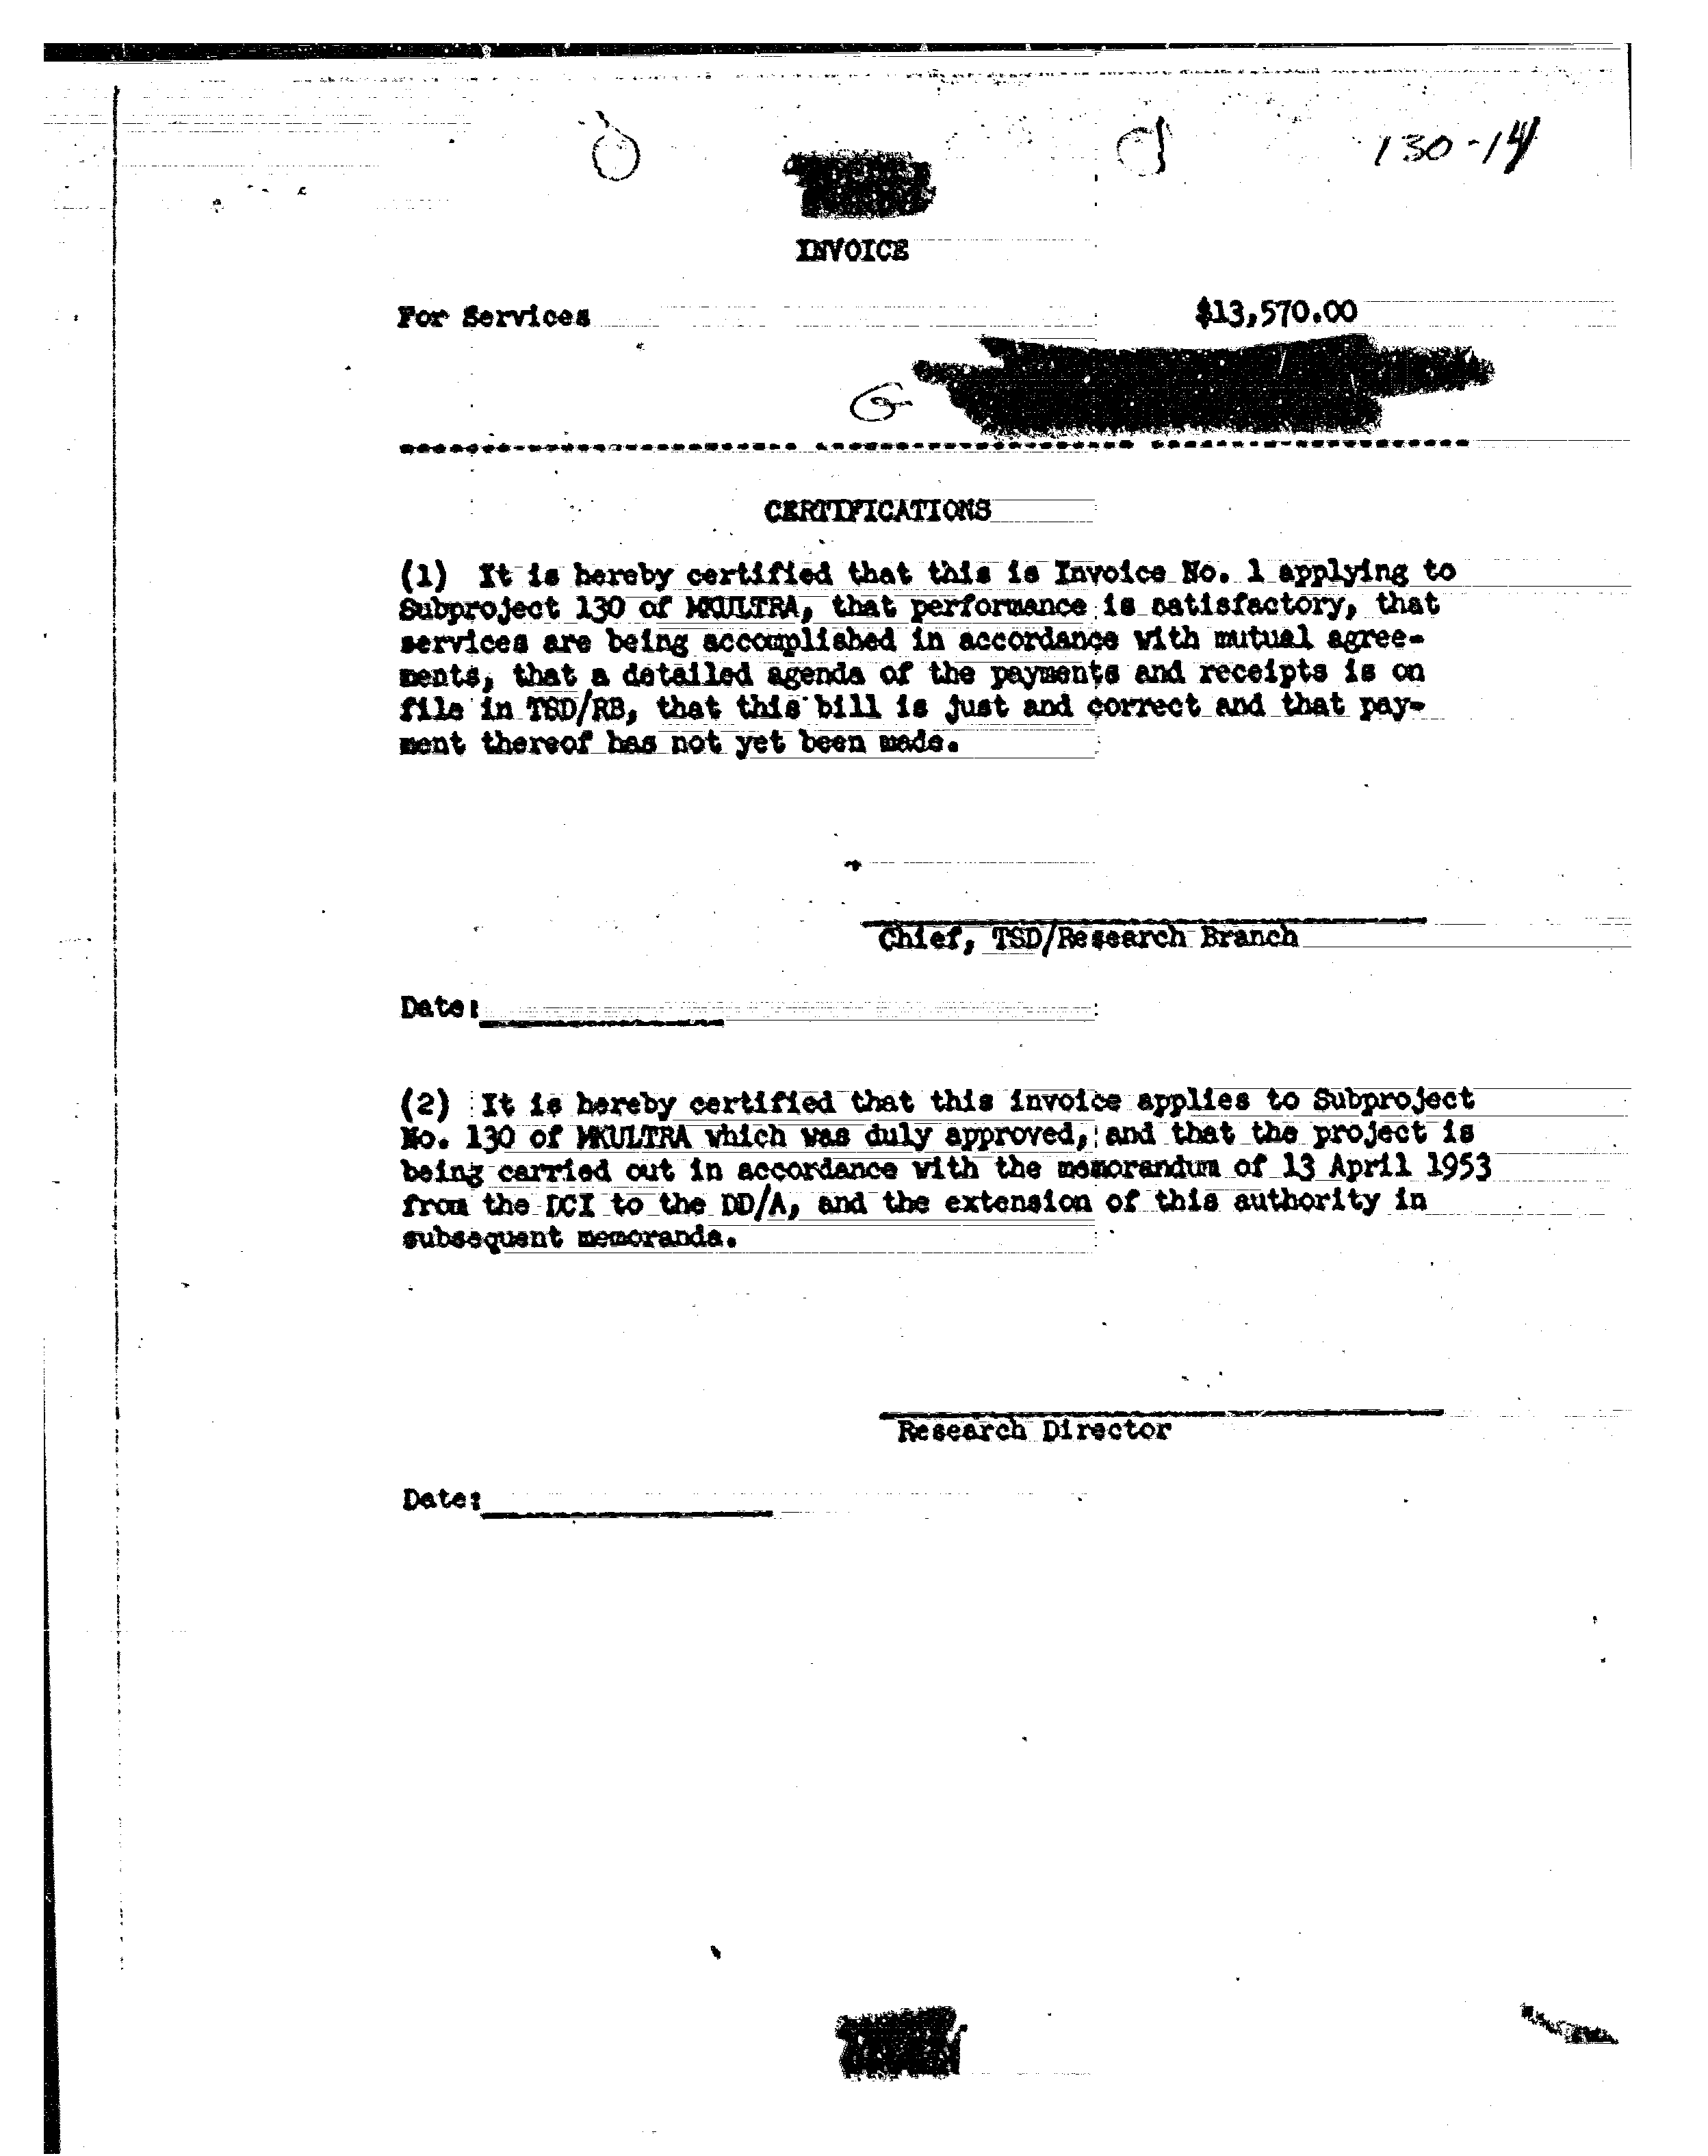 130-14
INVOICE
For Services $13,570.00
CERTIFICATIONS
(1) It is hereby certified that this is Invoice No. 1 applying to
Subproject 130 of MKULTRA, that performance is satisfactory, that
services are being accomplished in accordance with mutual agree-
ments, that a detailed agenda of the payments and receipts is on
file in TSD/RB, that this bill is just and correct and that pay-
ment thereof has not yet been made.
Chief, TSD/Research Branch
Date:
(2) It is hereby certified that this invoice applies to Subproject
No. 130 of MKULTRA which was duly approved, and that the project is
being carried out in accordance with the memorandum of 13 April 1953
from the DCI to the DD/A, and the extension of this authority in
subsequent memoranda.
Research Director
Date: